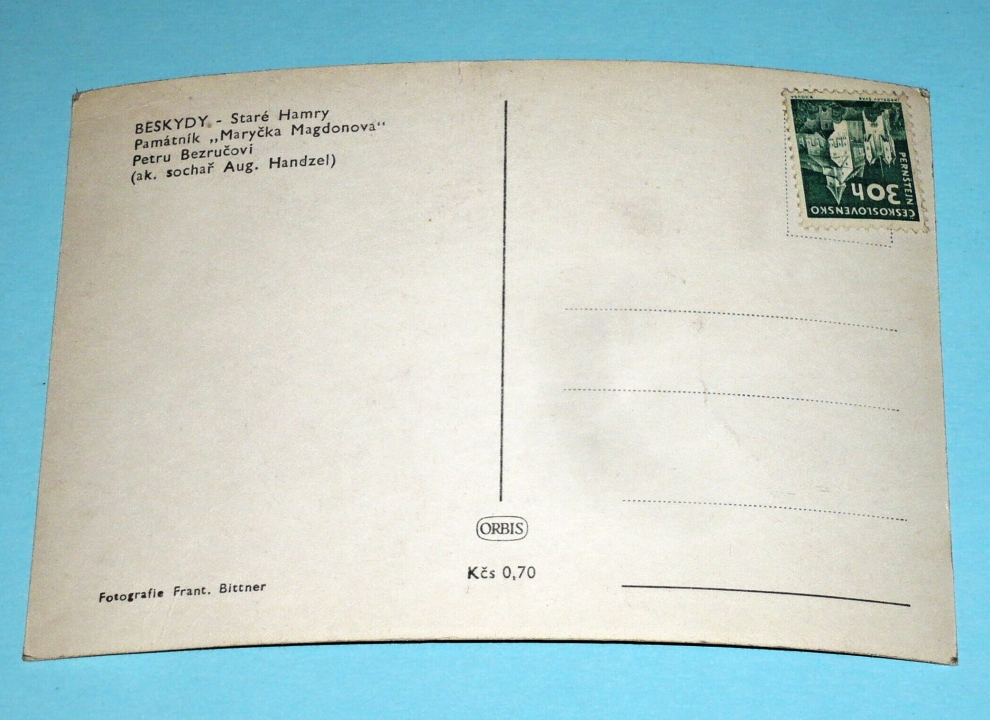 BESKYDY - Staré Hamry
Památník „Maryčka Magdonova“
Petru Bezručovi
(ak. sochař Aug. Handzel)
ČESKOSLOVENSKO
30h
PERNŠTEJN
ORBIS
Kčs 0,70
Fotografie Frant. Bittner